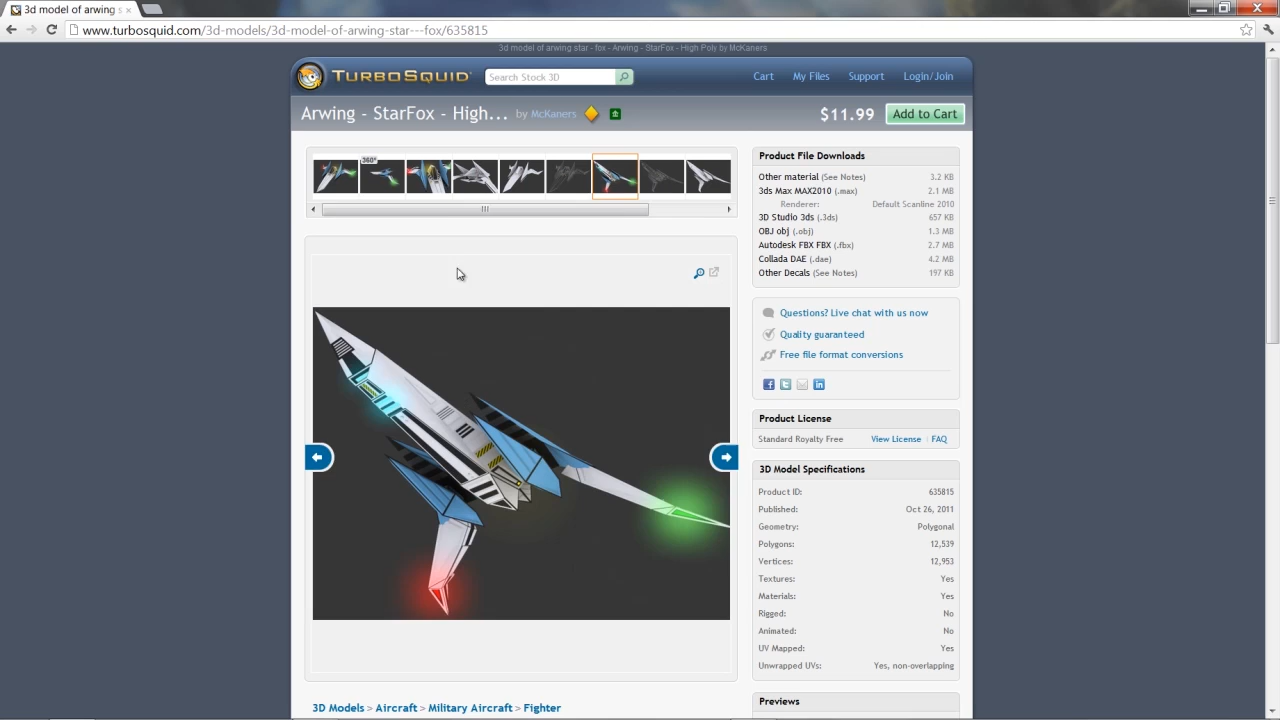 3d model of arwing s
www.turbosquid.com/3d-models/3d-model-of-arwing-star---fox/635815
3d model of arwing star - fox - Arwing - StarFox - High Poly by McKaners
TURBOSQUID
Search Stock 3D
Cart
My Files
Support
Login/Join
Arwing - StarFox - High... by McKaners
$11.99
Add to Cart
360°
Product File Downloads
Other material (See Notes) 3.2 KB
3ds Max MAX2010 (.max) 2.1 MB
Renderer: Default Scanline 2010
3D Studio 3ds (.3ds) 657 KB
OBJ obj (.obj) 1.3 MB
Autodesk FBX FBX (.fbx) 2.7 MB
Collada DAE (.dae) 4.2 MB
Other Decals (See Notes) 197 KB
Questions? Live chat with us now
Quality guaranteed
Free file format conversions
Product License
Standard Royalty Free View License | FAQ
3D Model Specifications
Product ID: 635815
Published: Oct 26, 2011
Geometry: Polygonal
Polygons: 12,539
Vertices: 12,953
Textures: Yes
Materials: Yes
Rigged: No
Animated: No
UV Mapped: Yes
Unwrapped UVs: Yes, non-overlapping
Previews
3D Models > Aircraft > Military Aircraft > Fighter